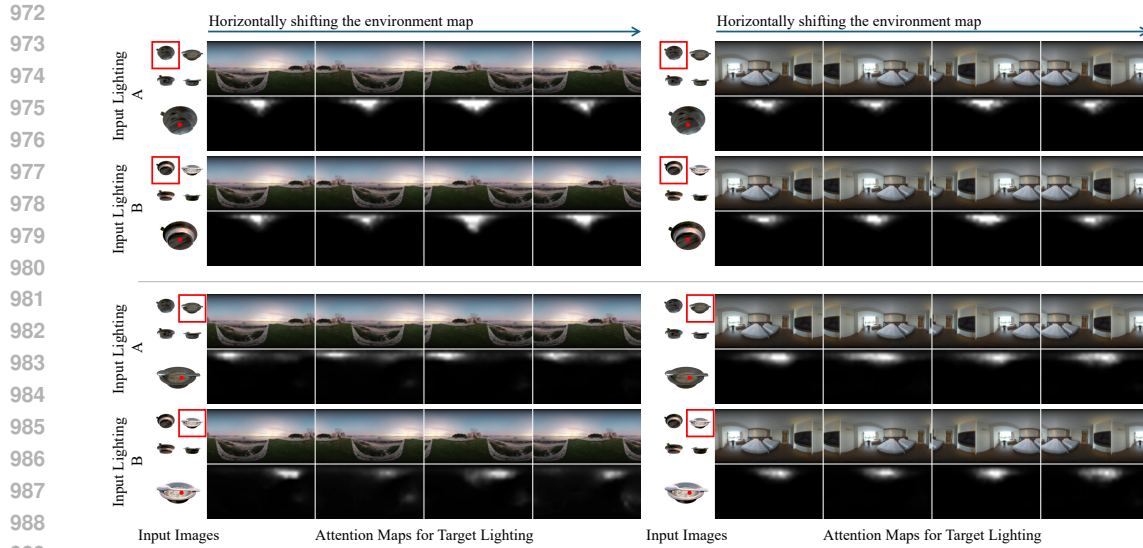 972
973
974
975
976
977
978
979
980
981
982
983
984
985
986
987
988
Horizontally shifting the environment map
Horizontally shifting the environment map
Input Lighting
A
Input Lighting
B
Input Lighting
A
Input Lighting
B
Input Images
Attention Maps for Target Lighting
Input Images
Attention Maps for Target Lighting